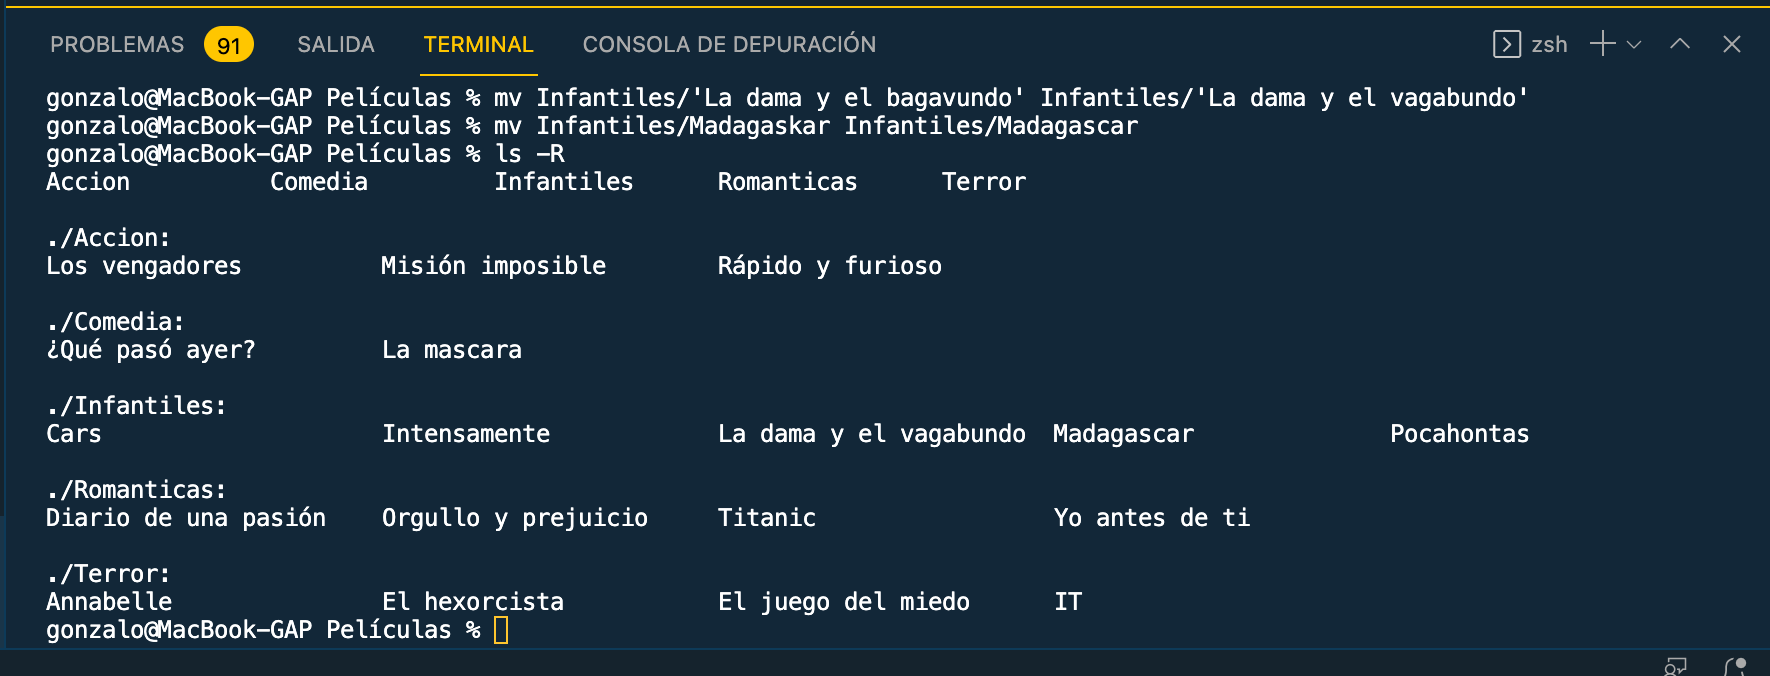 PROBLEMAS 91 SALIDA TERMINAL CONSOLA DE DEPURACIÓN zsh
gonzalo@MacBook-GAP Películas % mv Infantiles/'La dama y el bagavundo' Infantiles/'La dama y el vagabundo'
gonzalo@MacBook-GAP Películas % mv Infantiles/Madagaskar Infantiles/Madagascar
gonzalo@MacBook-GAP Películas % ls -R
Accion Comedia Infantiles Romanticas Terror
./Accion:
Los vengadores Misión imposible Rápido y furioso
./Comedia:
¿Qué pasó ayer? La mascara
./Infantiles:
Cars Intensamente La dama y el vagabundo Madagascar Pocahontas
./Romanticas:
Diario de una pasión Orgullo y prejuicio Titanic Yo antes de ti
./Terror:
Annabelle El hexorcista El juego del miedo IT
gonzalo@MacBook-GAP Películas %